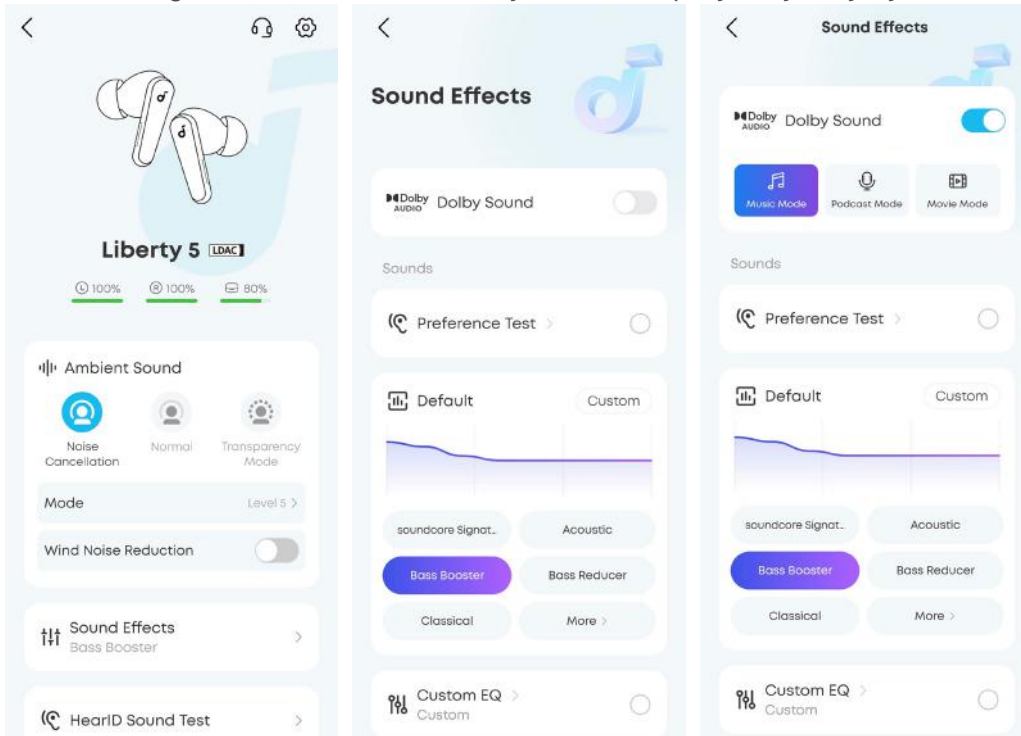 Liberty 5 LDAC
L 100% R 100% 80%
Ambient Sound
Noise Cancellation
Normal
Transparency Mode
Mode Level 5 >
Wind Noise Reduction
Sound Effects >
Bass Booster
HearID Sound Test >
Sound Effects
Dolby AUDIO Dolby Sound
Sounds
Preference Test >
Default Custom
soundcore Signat.. Acoustic
Bass Booster Bass Reducer
Classical More >
Custom EQ >
Custom
Sound Effects
Dolby AUDIO Dolby Sound
Music Mode Podcast Mode Movie Mode
Sounds
Preference Test >
Default Custom
soundcore Signat.. Acoustic
Bass Booster Bass Reducer
Classical More >
Custom EQ >
Custom